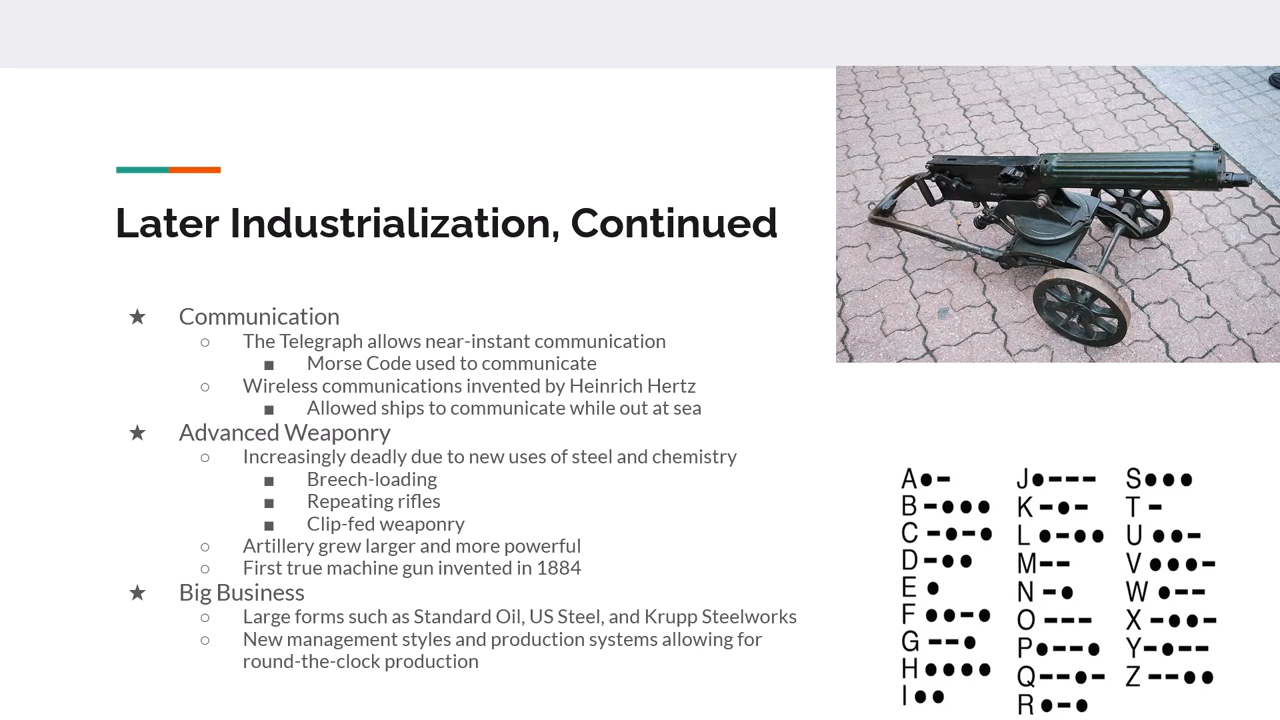 Later Industrialization, Continued
★ Communication
○ The Telegraph allows near-instant communication
■ Morse Code used to communicate
○ Wireless communications invented by Heinrich Hertz
■ Allowed ships to communicate while out at sea
★ Advanced Weaponry
○ Increasingly deadly due to new uses of steel and chemistry
■ Breech-loading
■ Repeating rifles
■ Clip-fed weaponry
○ Artillery grew larger and more powerful
○ First true machine gun invented in 1884
★ Big Business
○ Large forms such as Standard Oil, US Steel, and Krupp Steelworks
○ New management styles and production systems allowing for
round-the-clock production
A●-
B-●●●
C-●-●
D-●●
E●
F●●-●
G--●
H●●●●
I●●
J●---
K-●-
L●-●●
M--
N-●
O---
P●--●
Q--●-
R●-●
S●●●
T-
U●●-
V●●●-
W●--
X-●●-
Y-●--
Z--●●